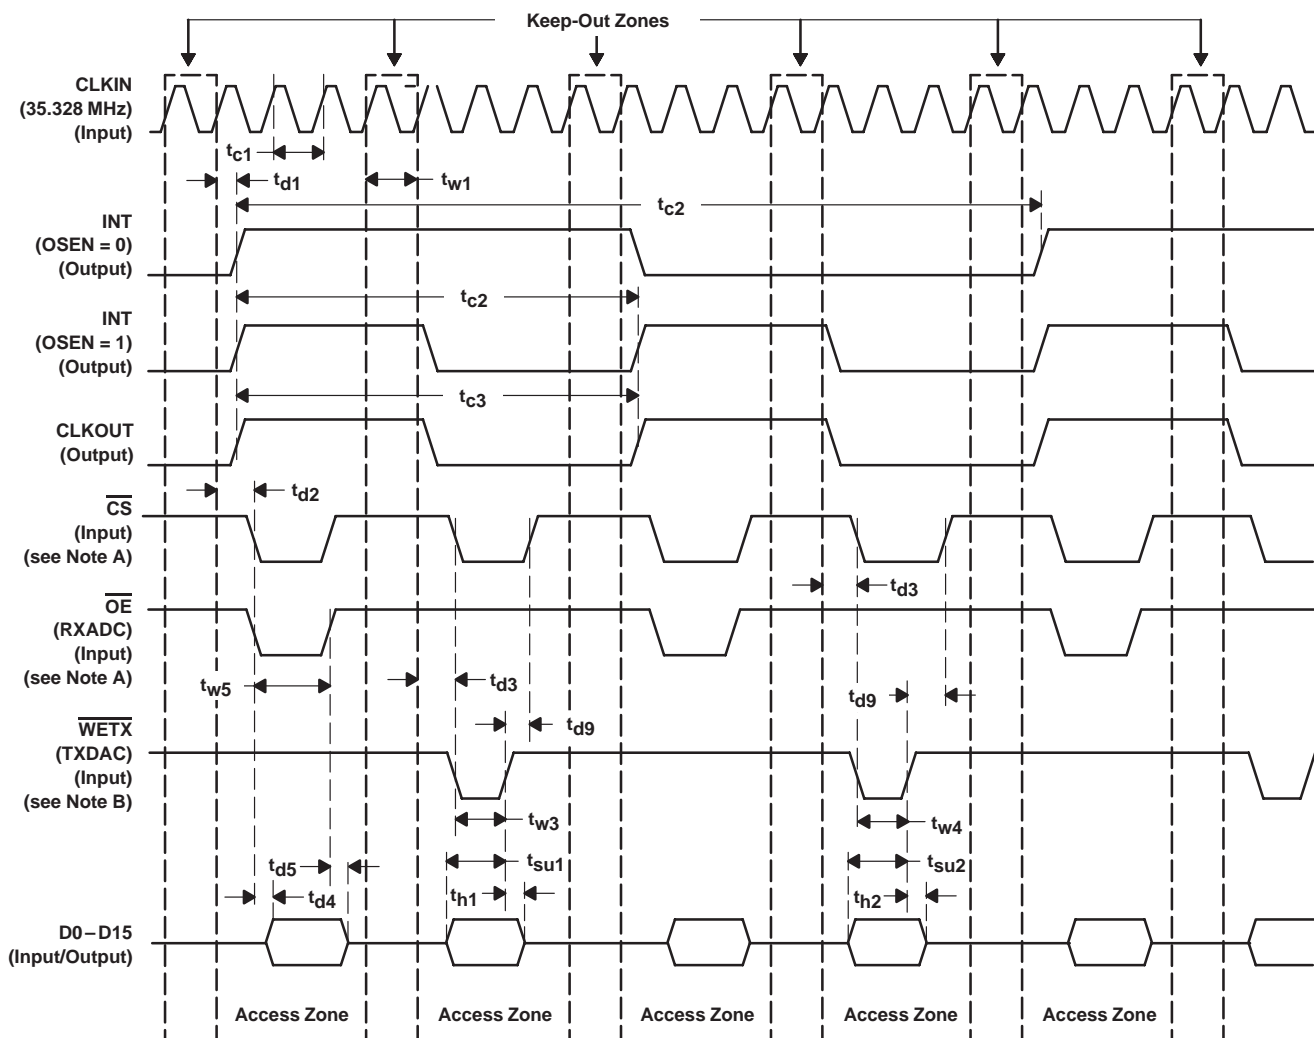 Keep-Out Zones
CLKIN
(35.328 MHz)
(Input)
tc1
td1
tw1
tc2
INT
(OSEN = 0)
(Output)
tc2
INT
(OSEN = 1)
(Output)
tc3
CLKOUT
(Output)
td2
CS
(Input)
(see Note A)
td3
OE
(RXADC)
(Input)
(see Note A)
tw5
td3
td9
td9
WETX
(TXDAC)
(Input)
(see Note B)
tw3
tw4
td5
tsu1
tsu2
td4
th1
th2
D0–D15
(Input/Output)
Access Zone
Access Zone
Access Zone
Access Zone
Access Zone